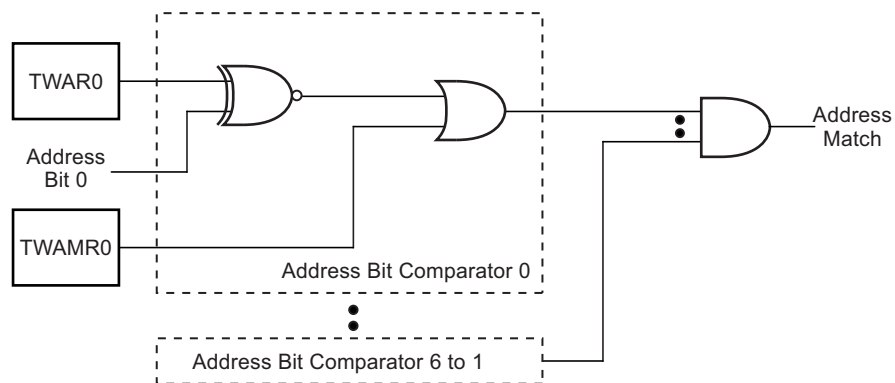 TWAR0
Address
Bit 0
TWAMR0
Address Bit Comparator 0
Address
Match
Address Bit Comparator 6 to 1